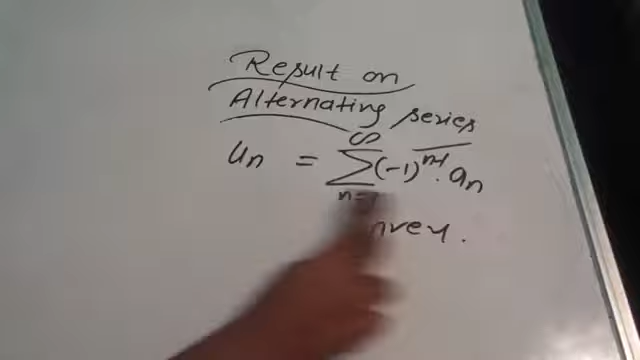 Result on
Alternating series
un = ∑ (-1)^n-1 . an
∞
n=